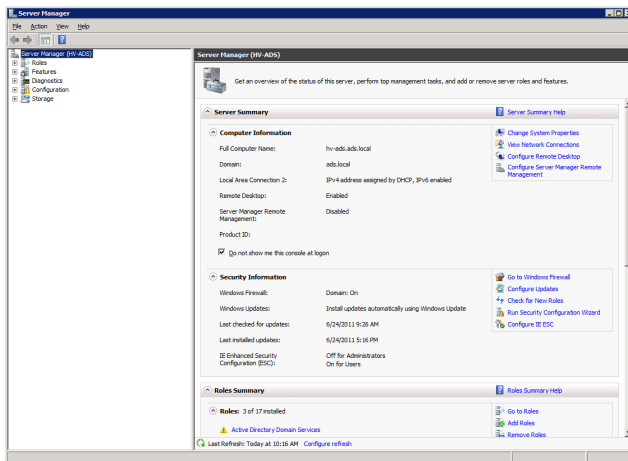 Server Manager
File Action View Help
Server Manager (HV-ADS)
Roles
Features
Diagnostics
Configuration
Storage
Server Manager (HV-ADS)
Get an overview of the status of this server, perform top management tasks, and add or remove server roles and features.
Server Summary
Server Summary Help
Computer Information
Full Computer Name: hv-ads.ads.local
Domain: ads.local
Local Area Connection 2: IPv4 address assigned by DHCP, IPv6 enabled
Remote Desktop: Enabled
Server Manager Remote
Management: Disabled
Product ID:
Do not show me this console at logon
Change System Properties
View Network Connections
Configure Remote Desktop
Configure Server Manager Remote
Management
Security Information
Windows Firewall: Domain: On
Windows Updates: Install updates automatically using Windows Update
Last checked for updates: 6/24/2011 9:26 AM
Last installed updates: 6/24/2011 5:16 PM
IE Enhanced Security
Configuration (ESC): Off for Administrators
On for Users
Go to Windows Firewall
Configure Updates
Check for New Roles
Run Security Configuration Wizard
Configure IE ESC
Roles Summary
Roles Summary Help
Roles: 3 of 17 installed
Active Directory Domain Services
Go to Roles
Add Roles
Remove Roles
Last Refresh: Today at 10:16 AM Configure refresh